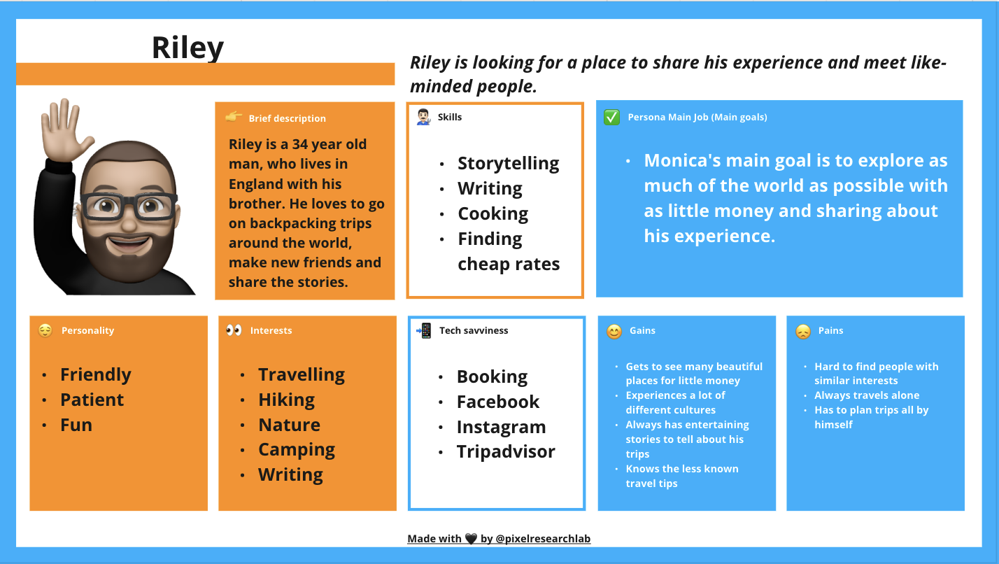 Riley
Riley is looking for a place to share his experience and meet like-
minded people.
Brief description
Riley is a 34 year old
man, who lives in
England with his
brother. He loves to go
on backpacking trips
around the world,
make new friends and
share the stories.
Skills
• Storytelling
• Writing
• Cooking
• Finding
cheap rates
Persona Main Job (Main goals)
• Monica's main goal is to explore as
much of the world as possible with
as little money and sharing about
his experience.
Personality
• Friendly
• Patient
• Fun
Interests
• Travelling
• Hiking
• Nature
• Camping
• Writing
Tech savviness
• Booking
• Facebook
• Instagram
• Tripadvisor
Gains
• Gets to see many beautiful
places for little money
• Experiences a lot of
different cultures
• Always has entertaining
stories to tell about his
trips
• Knows the less known
travel tips
Pains
• Hard to find people with
similar interests
• Always travels alone
• Has to plan trips all by
himself
Made with 🖤 by @pixelresearchlab